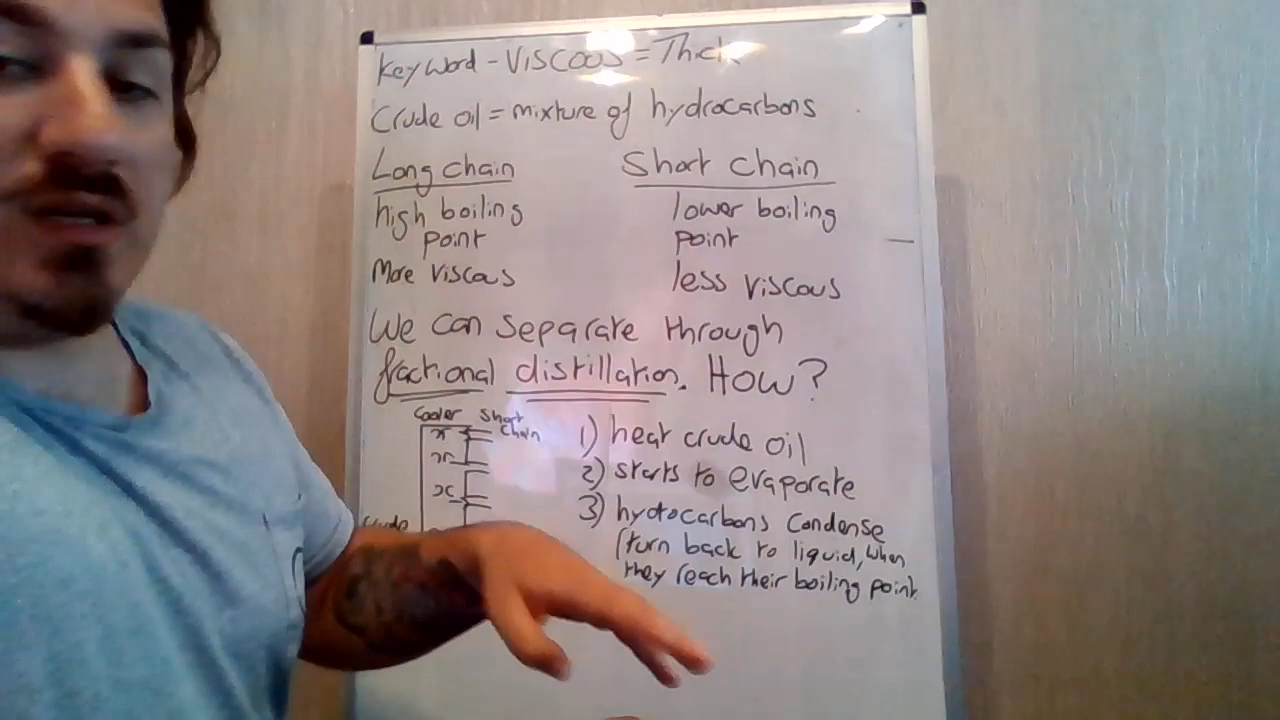 Keyword - Viscous = Thick
Crude oil = mixture of hydrocarbons
Long chain Short chain
high boiling lower boiling
point point
More viscous less viscous
We can separate through
fractional distillation. How?
Cooler Short
chain
1) heat crude oil
2) starts to evaporate
3) hydrocarbons condense
(turn back to liquid, when
they reach their boiling point.
Crude